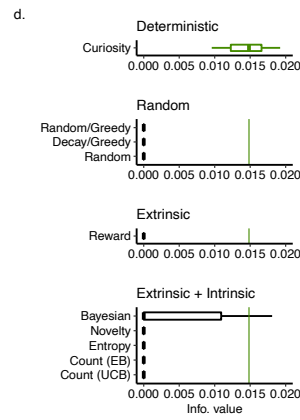 d.
Deterministic
Curiosity
0.000 0.005 0.010 0.015 0.020
Random
Random/Greedy
Decay/Greedy
Random
0.000 0.005 0.010 0.015 0.020
Extrinsic
Reward
0.000 0.005 0.010 0.015 0.020
Extrinsic + Intrinsic
Bayesian
Novelty
Entropy
Count (EB)
Count (UCB)
0.000 0.005 0.010 0.015 0.020
Info. value